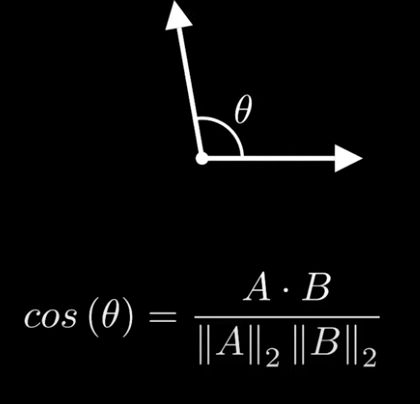 θ
cos (θ) = A · B / ‖A‖₂ ‖B‖₂